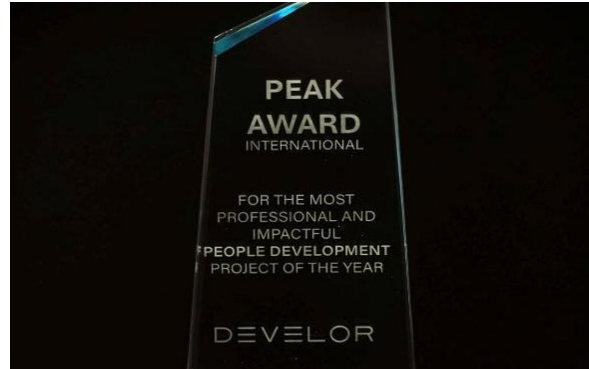 PEAK
AWARD
INTERNATIONAL
FOR THE MOST
PROFESSIONAL AND
IMPACTFUL
PEOPLE DEVELOPMENT
PROJECT OF THE YEAR
DEVELOR